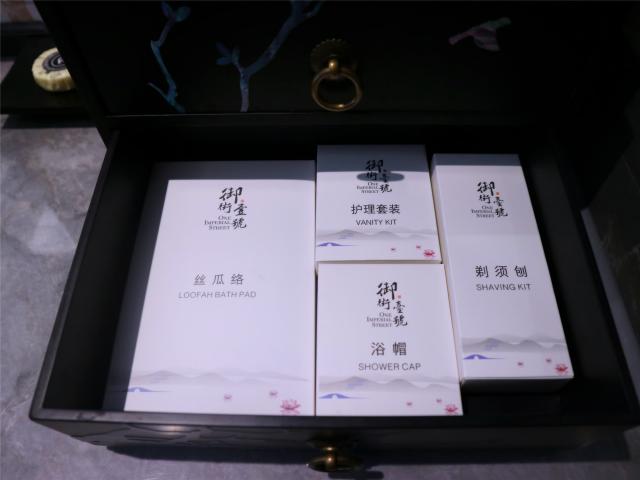 御街壹號
ONE
IMPERIAL
STREET
丝瓜络
LOOFAH BATH PAD
御街壹號
ONE
IMPERIAL
STREET
护理套装
VANITY KIT
御街壹號
ONE
IMPERIAL
STREET
浴帽
SHOWER CAP
御街壹號
ONE
IMPERIAL
STREET
剃须刨
SHAVING KIT